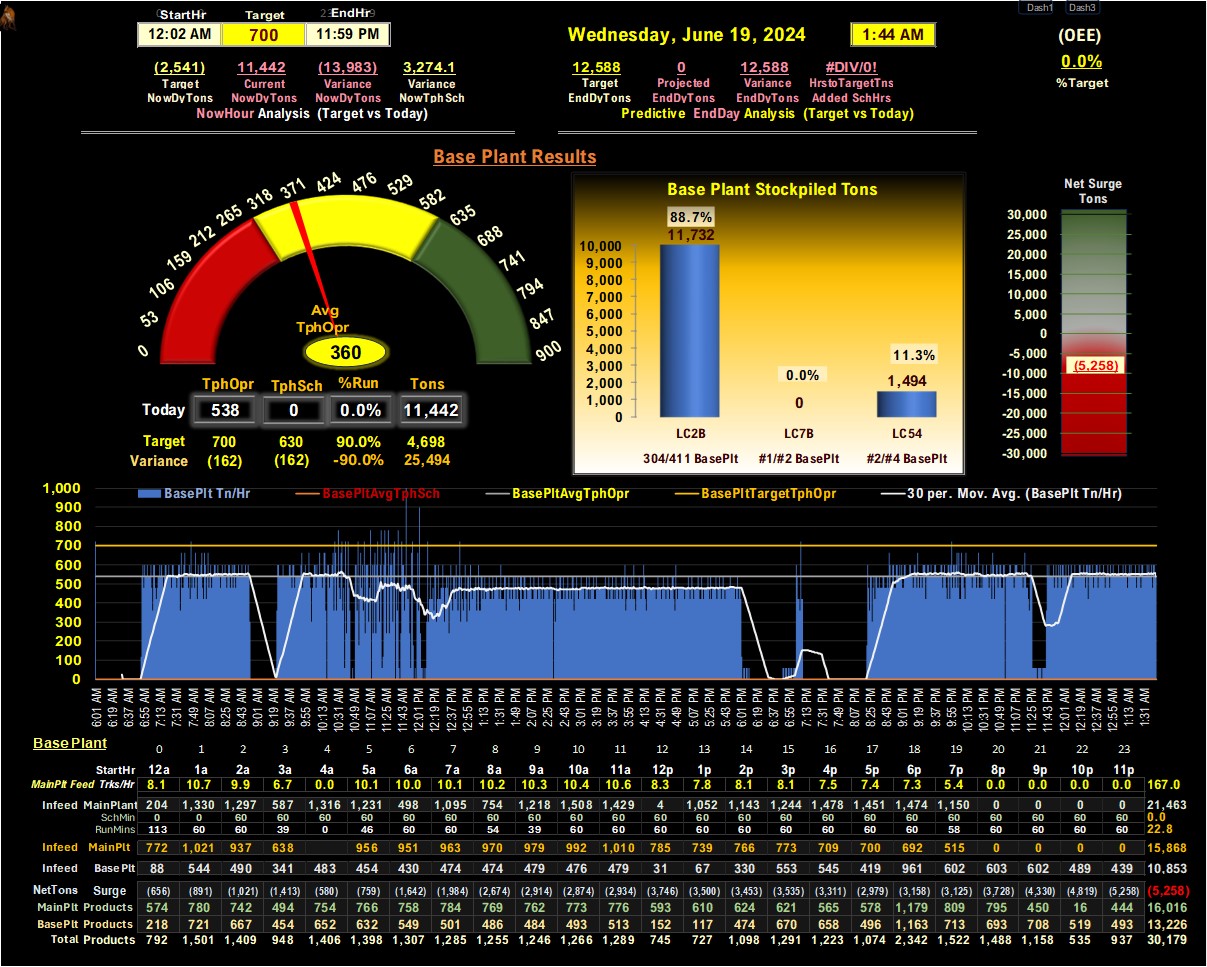 Dash1 Dash3
StartHr Target EndHr
12:02 AM 700 11:59 PM
Wednesday, June 19, 2024 1:44 AM
(OEE)
0.0%
%Target
(2,541) 11,442 (13,983) 3,274.1
Target Current Variance Variance
NowDyTons NowDyTons NowDyTons NowTphSch
NowHour Analysis (Target vs Today)
12,588 0 12,588 #DIV/0!
Target Projected Variance HrstoTargetTns
EndDyTons EndDyTons EndDyTons Added SchHrs
Predictive EndDay Analysis (Target vs Today)
Base Plant Results
0 53 106 159 212 265 318 371 424 476 529 582 635 688 741 794 847 900
Avg
TphOpr
360
TphOpr TphSch %Run Tons
Today 538 0 0.0% 11,442
Target 700 630 90.0% 4,698
Variance (162) (162) -90.0% 25,494
Base Plant Stockpiled Tons
88.7%
11,732
10,000
9,000
8,000
7,000
6,000
5,000
4,000
3,000
2,000
1,000
0
0.0%
0
11.3%
1,494
LC2B LC7B LC54
304/411 BasePlt #1/#2 BasePlt #2/#4 BasePlt
Net Surge
Tons
30,000
20,000
15,000
10,000
5,000
0
-5,000
-10,000
-15,000
-20,000
-25,000
-30,000
(5,258)
BasePlt Tn/Hr BasePltAvgTphSch BasePltAvgTphOpr BasePltTargetTphOpr 30 per. Mov. Avg. (BasePlt Tn/Hr)
1,000
900
800
700
600
500
400
300
200
100
0
6:01 AM 6:19 AM 6:37 AM 6:55 AM 7:13 AM 7:31 AM 7:49 AM 8:07 AM 8:25 AM 8:43 AM 9:01 AM 9:19 AM 9:37 AM 9:55 AM 10:13 AM 10:31 AM 10:49 AM 11:07 AM 11:25 AM 11:43 AM 12:01 PM 12:19 PM 12:37 PM 12:55 PM 1:13 PM 1:31 PM 1:49 PM 2:07 PM 2:25 PM 2:43 PM 3:01 PM 3:19 PM 3:37 PM 3:55 PM 4:13 PM 4:31 PM 4:49 PM 5:07 PM 5:25 PM 5:43 PM 6:01 PM 6:19 PM 6:37 PM 6:55 PM 7:13 PM 7:31 PM 7:49 PM 8:07 PM 8:25 PM 8:43 PM 9:01 PM 9:19 PM 9:37 PM 9:55 PM 10:13 PM 10:31 PM 10:49 PM 11:07 PM 11:25 PM 11:43 PM 12:01 AM 12:19 AM 12:37 AM 12:55 AM 1:13 AM 1:31 AM
Base Plant 0 1 2 3 4 5 6 7 8 9 10 11 12 13 14 15 16 17 18 19 20 21 22 23
StartHr 12a 1a 2a 3a 4a 5a 6a 7a 8a 9a 10a 11a 12p 1p 2p 3p 4p 5p 6p 7p 8p 9p 10p 11p
MainPlt Feed Trks/Hr 8.1 10.7 9.9 6.7 0.0 10.1 10.0 10.1 10.2 10.3 10.4 10.6 8.3 7.8 8.1 8.1 7.5 7.4 7.3 5.4 0.0 0.0 0.0 0.0 167.0
Infeed MainPlant 204 1,330 1,297 587 1,316 1,231 498 1,095 754 1,218 1,508 1,429 4 1,052 1,143 1,244 1,478 1,451 1,474 1,150 0 0 0 0 21,463
SchMin 0 0 60 60 60 60 60 60 60 60 60 60 60 60 60 60 60 60 60 60 60 60 60 60 0.0
RunMins 113 60 60 39 0 46 60 60 54 39 60 60 60 60 60 60 60 60 60 58 60 60 60 60 22.8
Infeed MainPlt 772 1,021 937 638 956 951 963 970 979 992 1,010 785 739 766 773 709 700 692 515 0 0 0 0 15,868
Infeed Base Plt 88 544 490 341 483 454 430 454 474 474 480 476 31 67 330 553 545 419 961 602 603 602 489 439 10,853
NetTons Surge (656) (891) (1,021) (1,413) (580) (759) (1,642) (1,984) (2,674) (2,914) (2,874) (2,934) (3,746) (3,500) (3,453) (3,535) (3,311) (2,979) (3,158) (3,125) (3,728) (4,330) (4,819) (5,258) (5,258)
MainPlt Products 574 780 742 494 754 766 758 784 769 762 773 776 593 610 624 621 565 578 1,179 809 795 450 16 444 16,016
BasePlt Products 218 721 667 454 652 632 549 501 486 484 493 513 152 117 474 670 658 496 1,163 713 693 708 519 493 13,226
Total Products 792 1,501 1,409 948 1,406 1,398 1,307 1,285 1,255 1,246 1,266 1,289 745 727 1,098 1,291 1,223 1,074 2,342 1,522 1,488 1,158 535 937 30,179